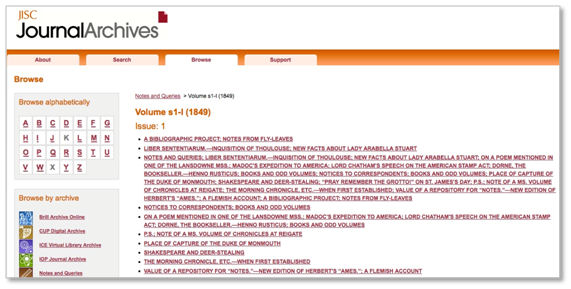 JISC
JournalArchives
About Search Browse Support
Browse
Browse alphabetically
A B C D E F G
H I J K L M N
O P Q R S T U
V W X Y Z
Browse by archive
Brill Archive Online
CUP Digital Archive
ICE Virtual Library Archive
IOP Journal Archive
Notes and Queries
Notes and Queries > Volume s1-I (1849)
Volume s1-I (1849)
Issue: 1
A BIBLIOGRAPHIC PROJECT; NOTES FROM FLY-LEAVES
LIBER SENTENTIARUM.—INQUISITION OF THOULOUSE; NEW FACTS ABOUT LADY ARABELLA STUART
NOTES AND QUERIES; LIBER SENTENTIARUM.—INQUISITION OF THOULOUSE; NEW FACTS ABOUT LADY ARABELLA STUART; ON A POEM MENTIONED IN
ONE OF THE LANSDOWNE MSS.; MADOC'S EXPEDITION TO AMERICA; LORD CHATHAM'S SPEECH ON THE AMERICAN STAMP ACT; DORNE, THE
BOOKSELLER.—HENNO RUSTICUS; BOOKS AND ODD VOLUMES; NOTICES TO CORRESPONDENTS; BOOKS AND ODD VOLUMES; PLACE OF CAPTURE OF
THE DUKE OF MONMOUTH; SHAKESPEARE AND DEER-STEALING; "PRAY REMEMBER THE GROTTO!" ON ST. JAMES'S DAY; P.S.; NOTE OF A MS. VOLUME
OF CHRONICLES AT REIGATE; THE MORNING CHRONICLE, ETC.—WHEN FIRST ESTABLISHED; VALUE OF A REPOSITORY FOR "NOTES."—NEW EDITION OF
HERBERT'S "AMES."; A FLEMISH ACCOUNT; A BIBLIOGRAPHIC PROJECT; NOTES FROM FLY-LEAVES
NOTICES TO CORRESPONDENTS; BOOKS AND ODD VOLUMES
ON A POEM MENTIONED IN ONE OF THE LANSDOWNE MSS.; MADOC'S EXPEDITION TO AMERICA; LORD CHATHAM'S SPEECH ON THE AMERICAN STAMP
ACT; DORNE, THE BOOKSELLER.—HENNO RUSTICUS; BOOKS AND ODD VOLUMES
P.S.; NOTE OF A MS. VOLUME OF CHRONICLES AT REIGATE
PLACE OF CAPTURE OF THE DUKE OF MONMOUTH
SHAKESPEARE AND DEER-STEALING
THE MORNING CHRONICLE, ETC.—WHEN FIRST ESTABLISHED
VALUE OF A REPOSITORY FOR "NOTES."—NEW EDITION OF HERBERT'S "AMES."; A FLEMISH ACCOUNT